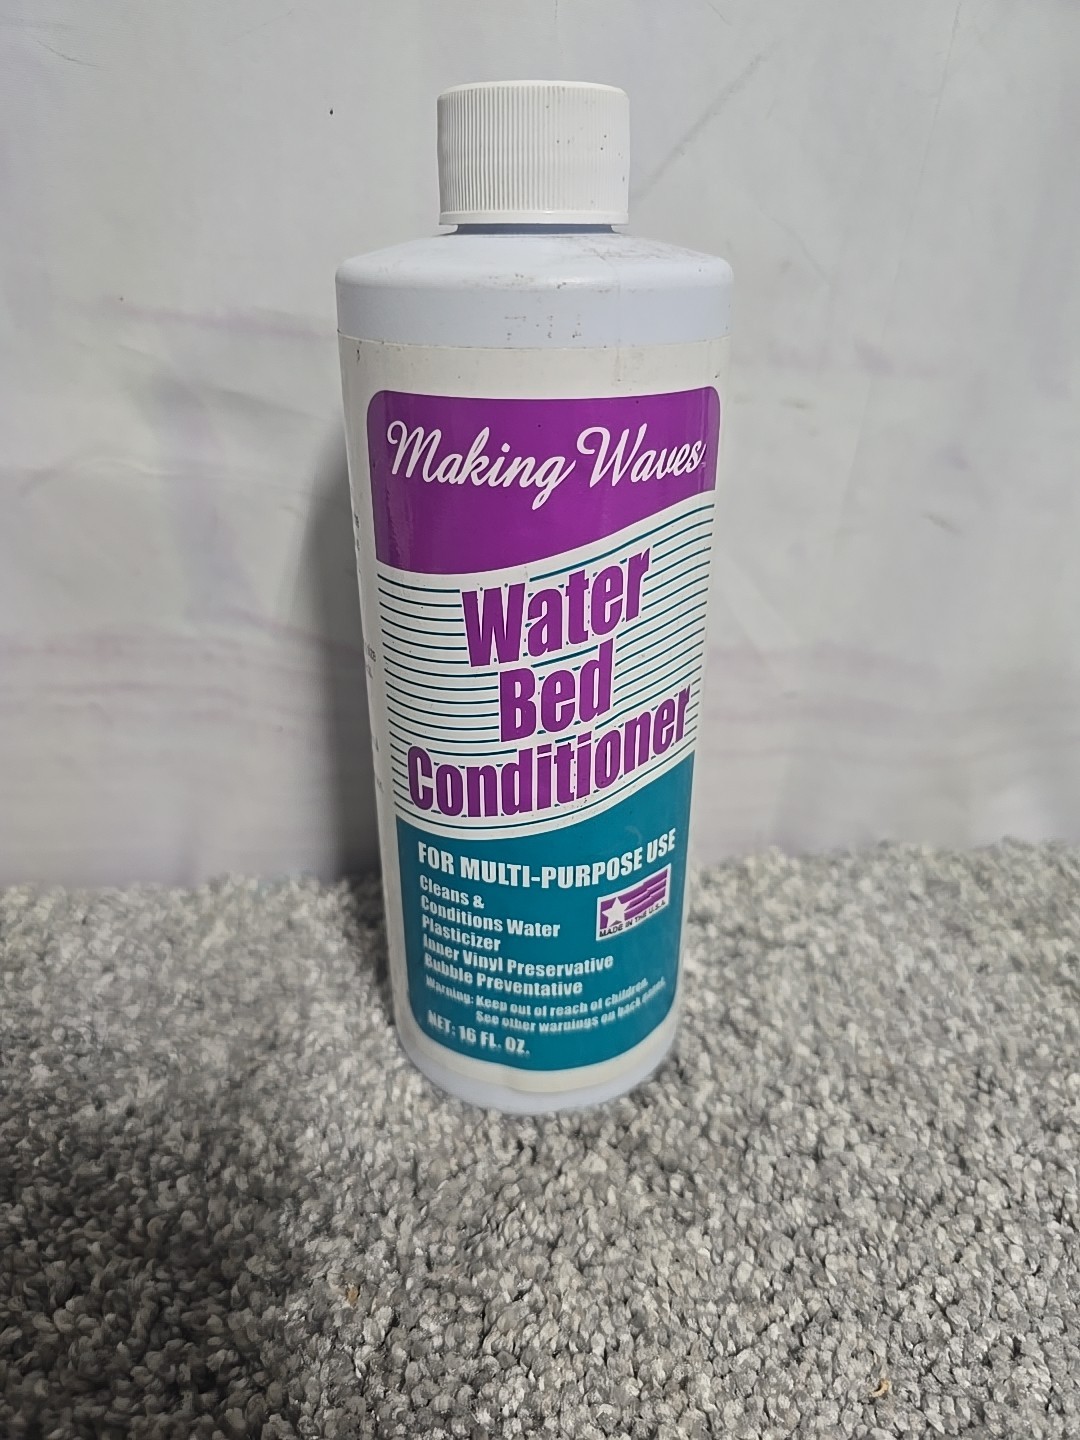 Making Waves
Water
Bed
Conditioner
FOR MULTI-PURPOSE USE
Cleans &
Conditions Water
Plasticizer
Inner Vinyl Preservative
Bubble Preventative
MADE IN THE U.S.A.
Warning: Keep out of reach of children.
See other warnings on back panel.
NET: 16 FL. OZ.